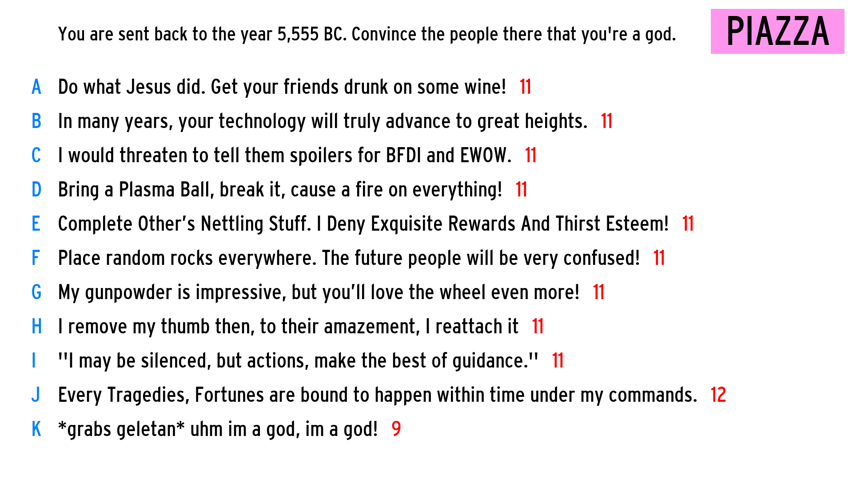 You are sent back to the year 5,555 BC. Convince the people there that you're a god.
PIAZZA
A Do what Jesus did. Get your friends drunk on some wine! 11
B In many years, your technology will truly advance to great heights. 11
C I would threaten to tell them spoilers for BFDI and EWOW. 11
D Bring a Plasma Ball, break it, cause a fire on everything! 11
E Complete Other’s Nettling Stuff. I Deny Exquisite Rewards And Thirst Esteem! 11
F Place random rocks everywhere. The future people will be very confused! 11
G My gunpowder is impressive, but you’ll love the wheel even more! 11
H I remove my thumb then, to their amazement, I reattach it 11
I "I may be silenced, but actions, make the best of guidance." 11
J Every Tragedies, Fortunes are bound to happen within time under my commands. 12
K *grabs geletan* uhm im a god, im a god! 9